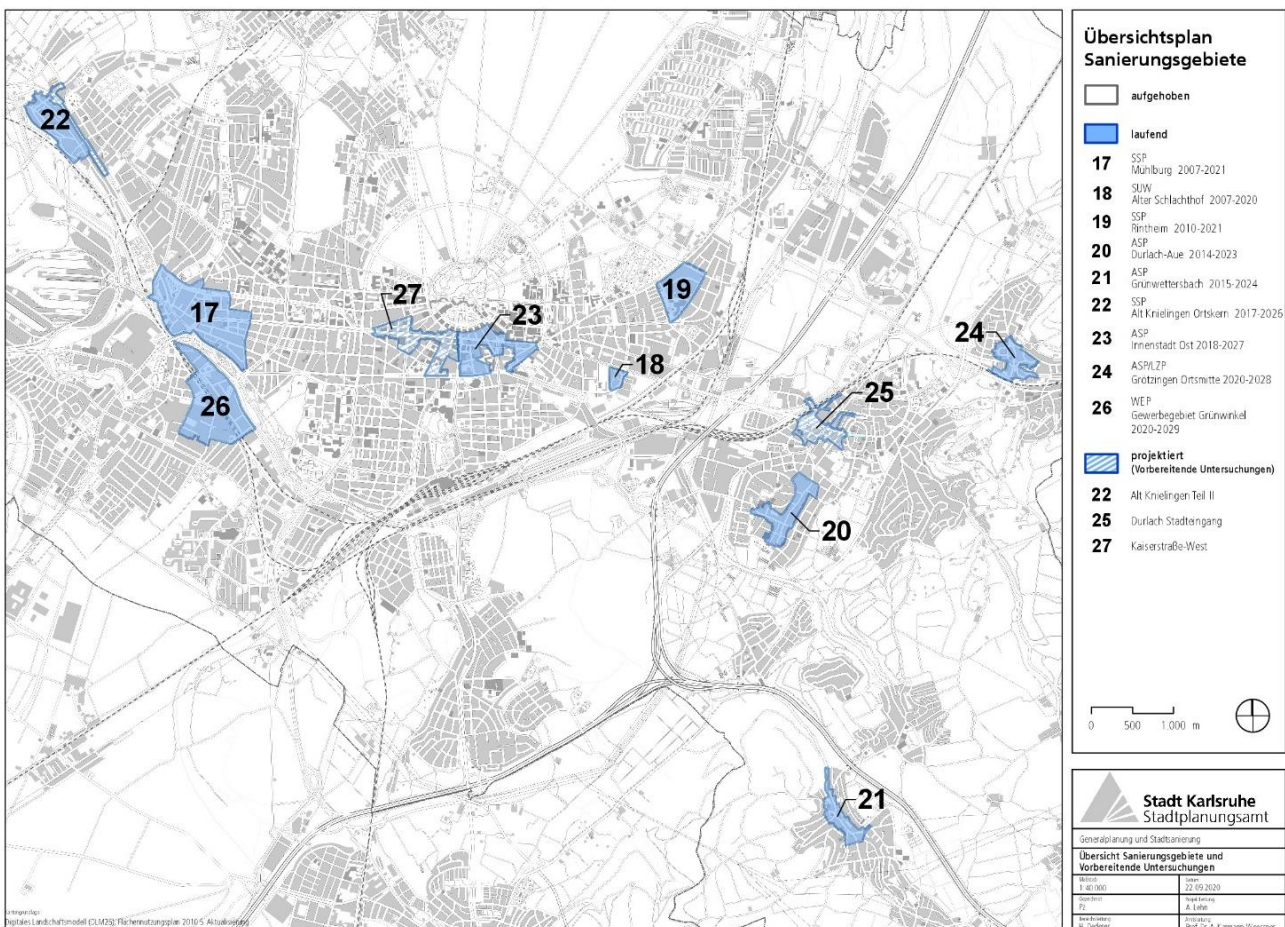 22
17
26
27
23
19
18
24
25
20
21
Übersichtsplan
Sanierungsgebiete
aufgehoben
laufend
17 SSP
Mühlburg 2007-2021
18 SUW
Alter Schlachthof 2007-2020
19 SSP
Rintheim 2010-2021
20 ASP
Durlach-Aue 2014-2023
21 ASP
Grünwettersbach 2015-2024
22 SSP
Alt Knielingen Ortskern 2017-2026
23 ASP
Innenstadt Ost 2018-2027
24 ASP/LZP
Grötzingen Ortsmitte 2020-2028
26 WEP
Gewerbegebiet Grünwinkel
2020-2029
projektiert
(Vorbereitende Untersuchungen)
22 Alt Knielingen Teil II
25 Durlach Stadteingang
27 Kaiserstraße-West
0 500 1.000 m
Stadt Karlsruhe
Stadtplanungsamt
Generalplanung und Stadtsanierung
Übersicht Sanierungsgebiete und
Vorbereitende Untersuchungen
Maßstab Datum
1:40 000 22.09.2020
Pz A. Lehn
Digitales Landschaftsmodell (DLM25), Flächennutzungsplan 2010 5. Aktualisierung